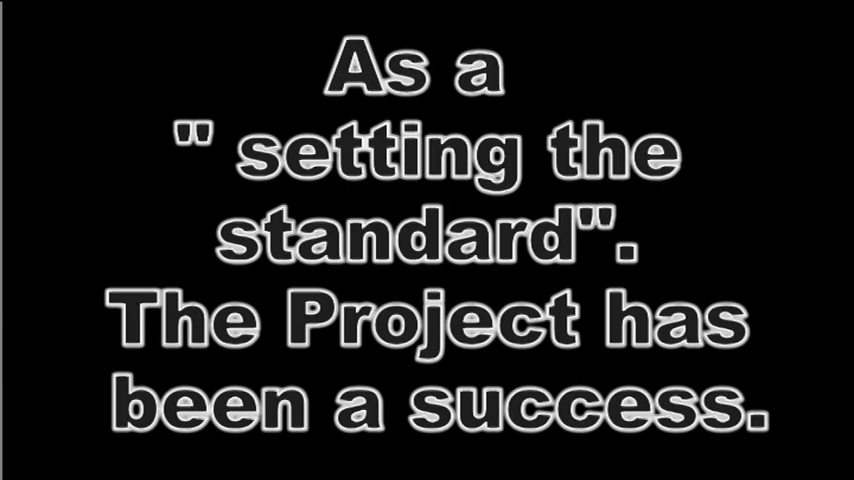 As a
" setting the
standard".
The Project has
been a success.